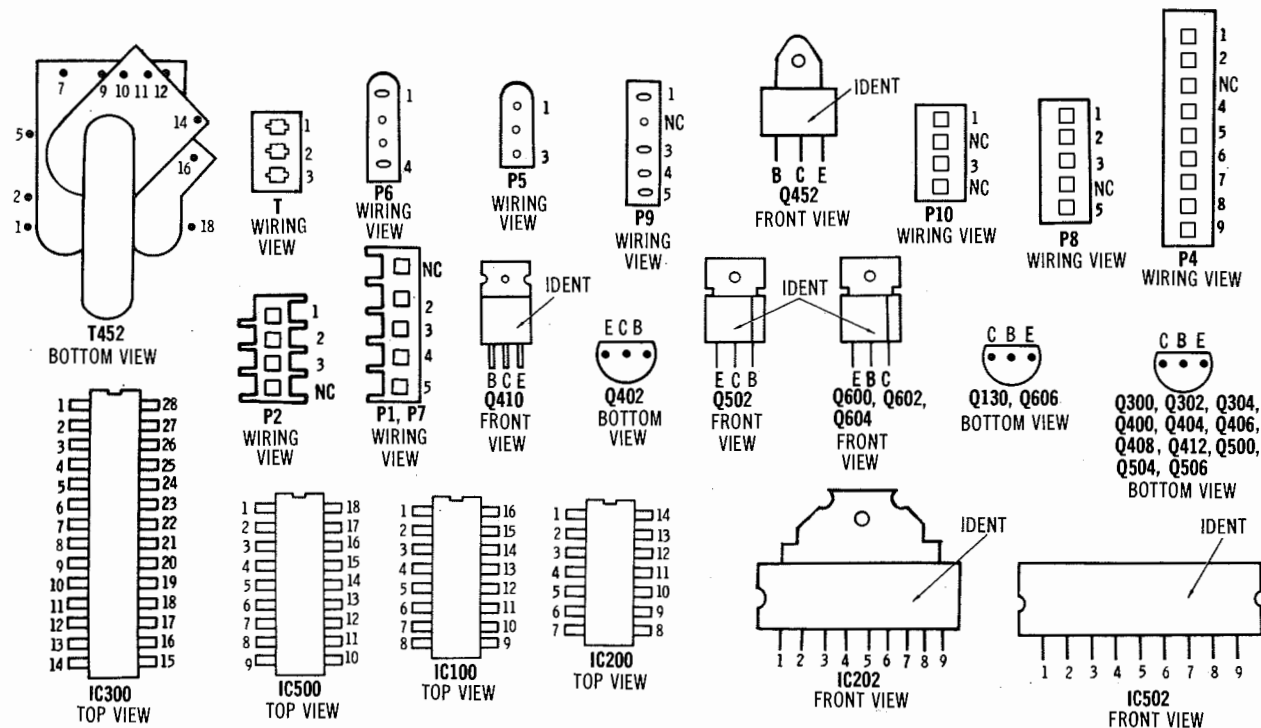 7 9 10 11 12
5
14
16
2
1
18
T452
BOTTOM VIEW
1
2
3
T
WIRING
VIEW
1
4
P6
WIRING
VIEW
1
3
P5
WIRING
VIEW
1
NC
3
4
5
P9
WIRING
VIEW
IDENT
B C E
Q452
FRONT VIEW
1
NC
3
NC
P10
WIRING VIEW
1
2
3
NC
5
P8
WIRING VIEW
1
2
NC
4
5
6
7
8
9
P4
WIRING VIEW
1
2
3
NC
P2
WIRING
VIEW
NC
2
3
4
5
P1, P7
WIRING
VIEW
IDENT
B C E
Q410
FRONT
VIEW
E C B
Q402
BOTTOM
VIEW
IDENT
E C B
Q502
FRONT
VIEW
E B C
Q600, Q602,
Q604
FRONT
VIEW
C B E
Q130, Q606
BOTTOM VIEW
C B E
Q300, Q302, Q304,
Q400, Q404, Q406,
Q408, Q412, Q500,
Q504, Q506
BOTTOM VIEW
1 28
2 27
3 26
4 25
5 24
6 23
7 22
8 21
9 20
10 19
11 18
12 17
13 16
14 15
IC300
TOP VIEW
1 18
2 17
3 16
4 15
5 14
6 13
7 12
8 11
9 10
IC500
TOP VIEW
1 16
2 15
3 14
4 13
5 12
6 11
7 10
8 9
IC100
TOP VIEW
1 14
2 13
3 12
4 11
5 10
6 9
7 8
IC200
TOP VIEW
IDENT
1 2 3 4 5 6 7 8 9
IC202
FRONT VIEW
IDENT
1 2 3 4 5 6 7 8 9
IC502
FRONT VIEW